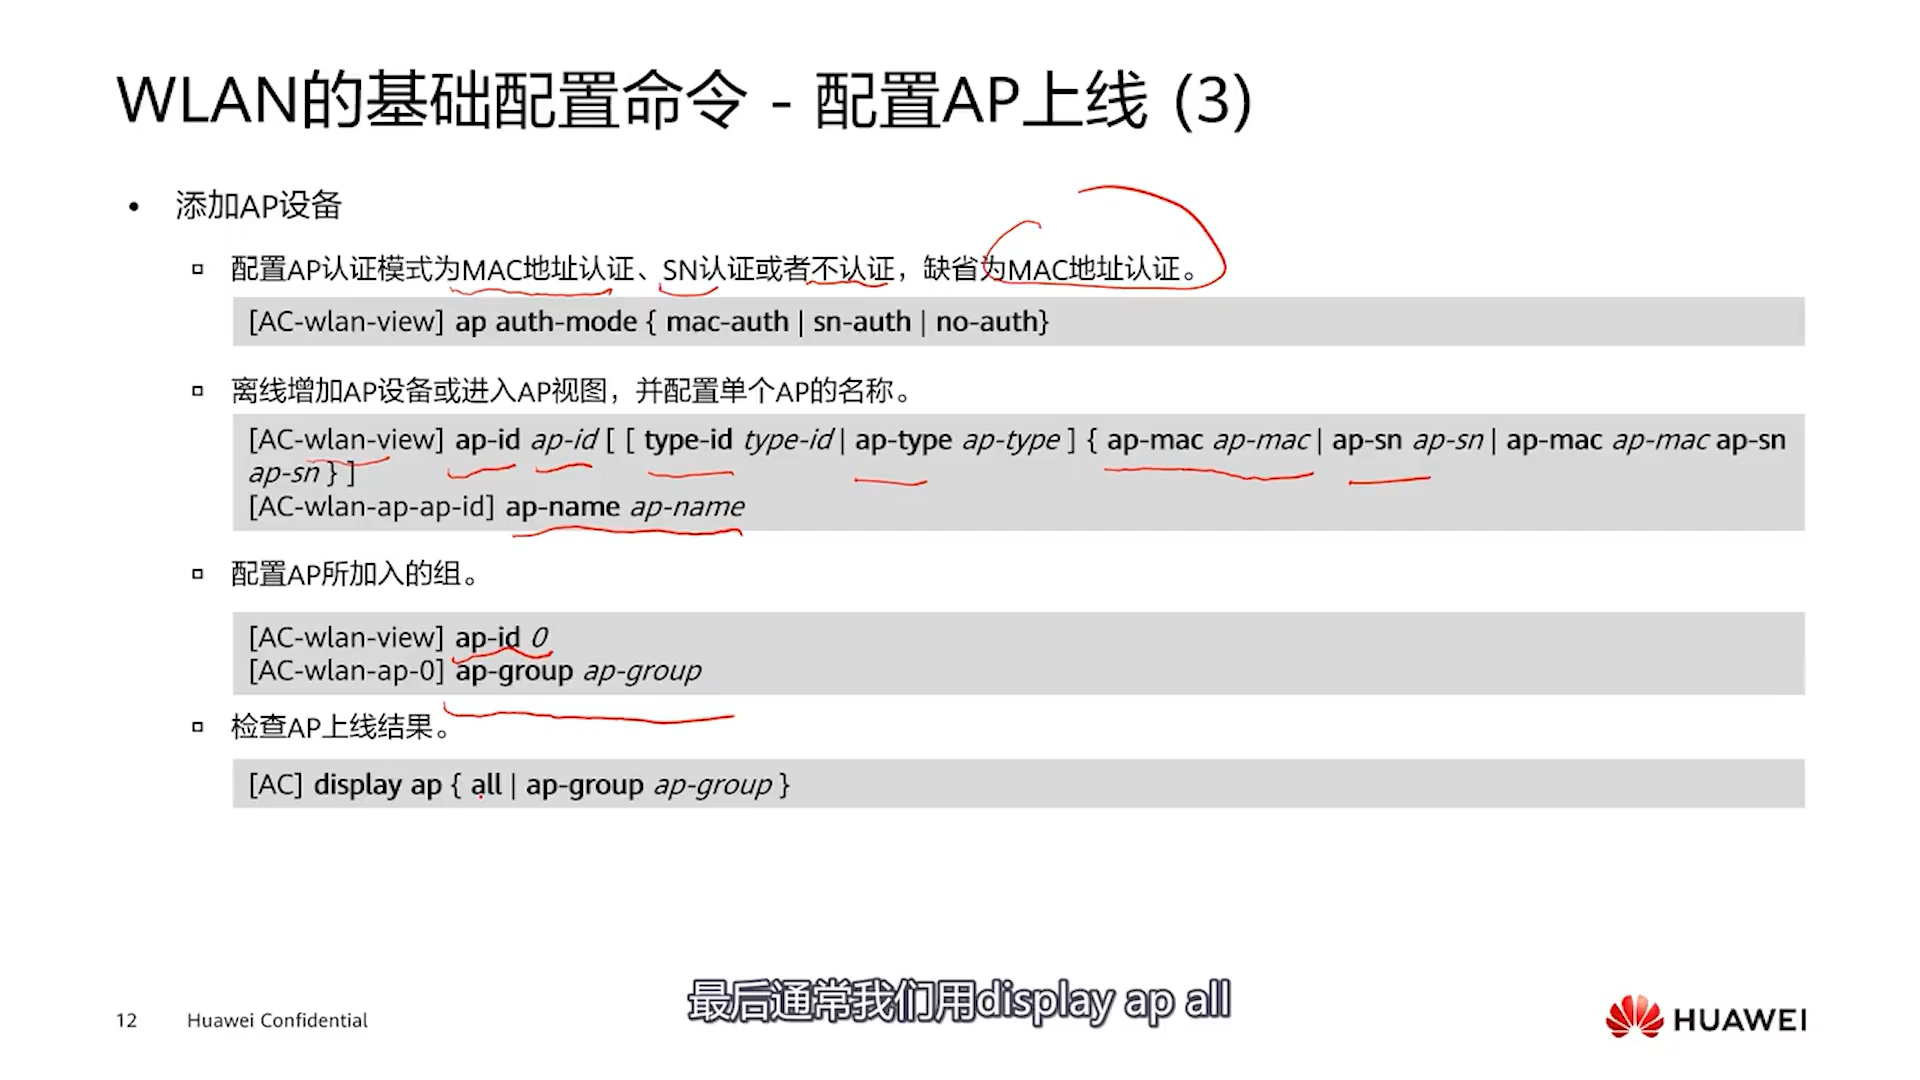 WLAN的基础配置命令 - 配置AP上线 (3)
• 添加AP设备
▫ 配置AP认证模式为MAC地址认证、SN认证或者不认证，缺省为MAC地址认证。
[AC-wlan-view] ap auth-mode { mac-auth | sn-auth | no-auth}
▫ 离线增加AP设备或进入AP视图，并配置单个AP的名称。
[AC-wlan-view] ap-id ap-id [ [ type-id type-id | ap-type ap-type ] { ap-mac ap-mac | ap-sn ap-sn | ap-mac ap-mac ap-sn
ap-sn } ]
[AC-wlan-ap-ap-id] ap-name ap-name
▫ 配置AP所加入的组。
[AC-wlan-view] ap-id 0
[AC-wlan-ap-0] ap-group ap-group
▫ 检查AP上线结果。
[AC] display ap { all | ap-group ap-group }
最后通常我们用display ap all
12 Huawei Confidential
HUAWEI